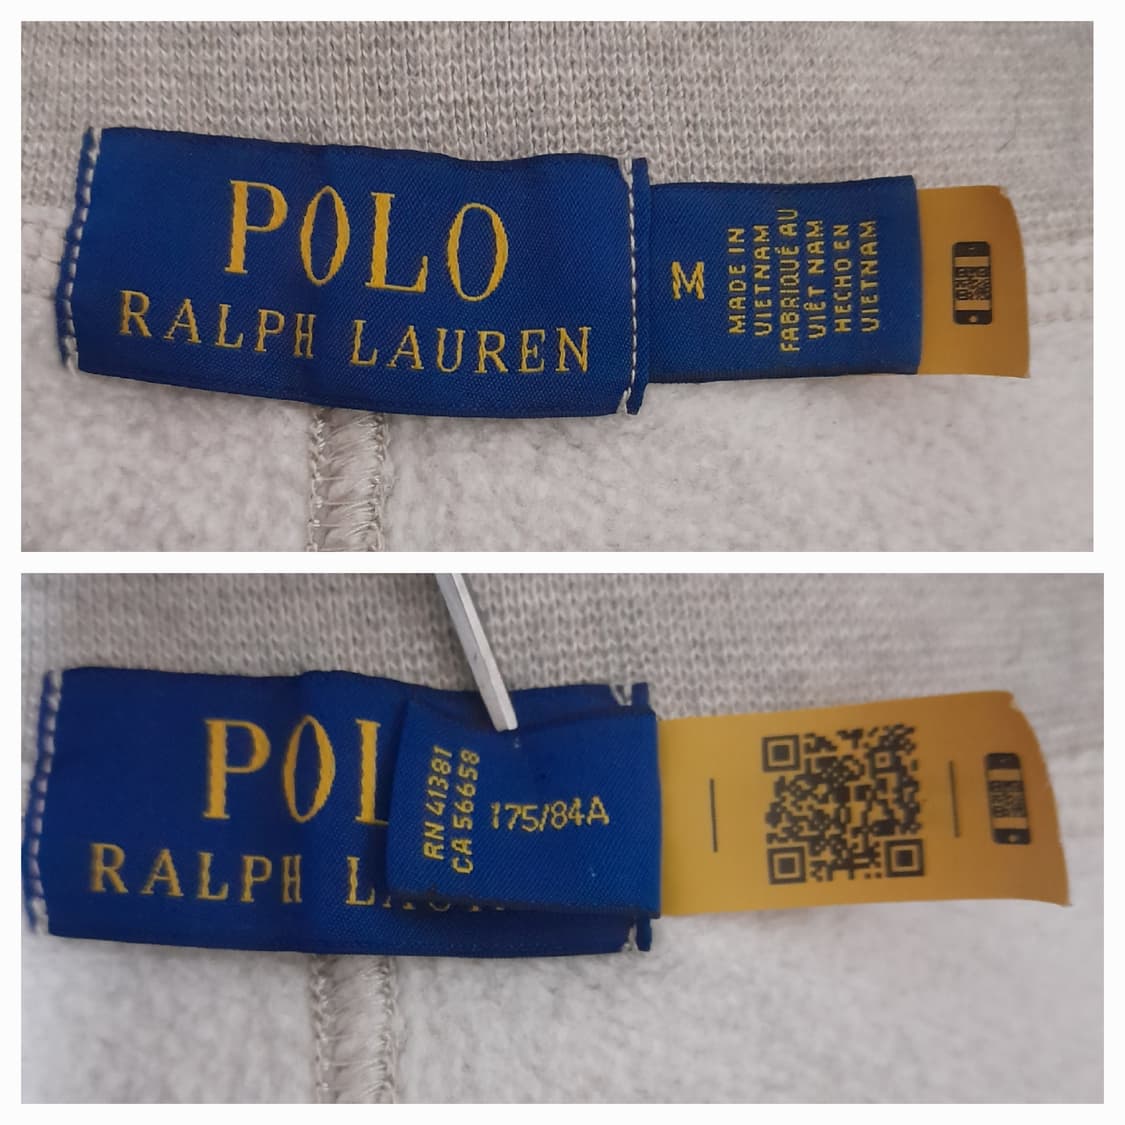 POLO
RALPH LAUREN
M
MADE IN
VIETNAM
FABRIQUÉ AU
VIÊT NAM
HECHO EN
VIETNAM
POL
RALPH
RN 41381
CA 56658
175/84A